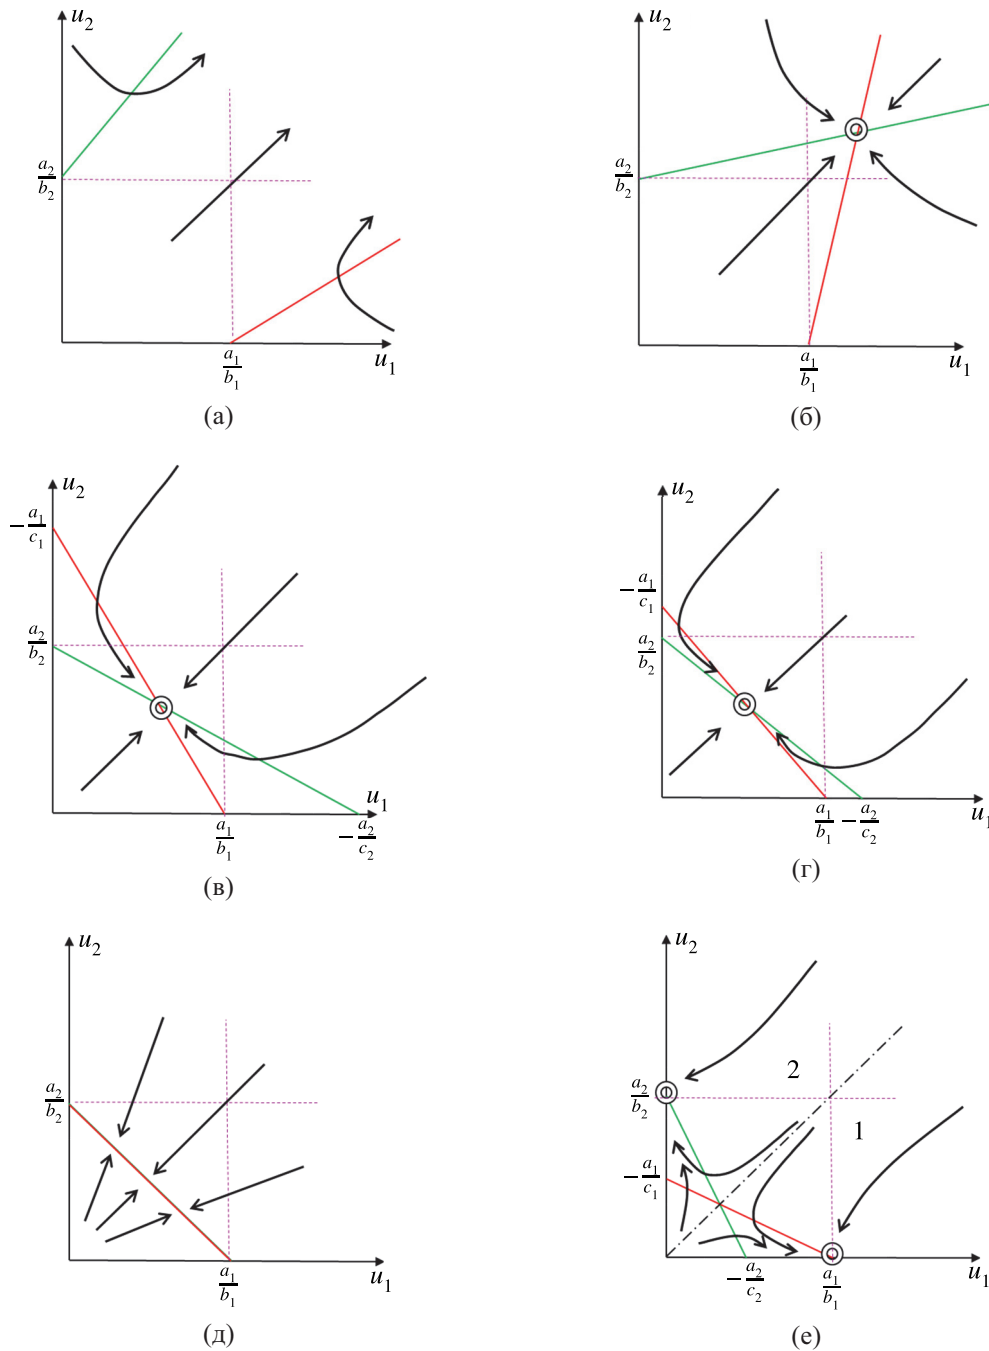 u₂
a₂/b₂
a₁/b₁
u₁
(а)
u₂
a₂/b₂
a₁/b₁
u₁
(б)
u₂
−a₁/c₁
a₂/b₂
a₁/b₁
−a₂/c₂
u₁
(в)
u₂
−a₁/c₁
a₂/b₂
a₁/b₁
−a₂/c₂
u₁
(г)
u₂
a₂/b₂
a₁/b₁
u₁
(д)
u₂
2
a₂/b₂
1
−a₁/c₁
−a₂/c₂
a₁/b₁
u₁
(е)